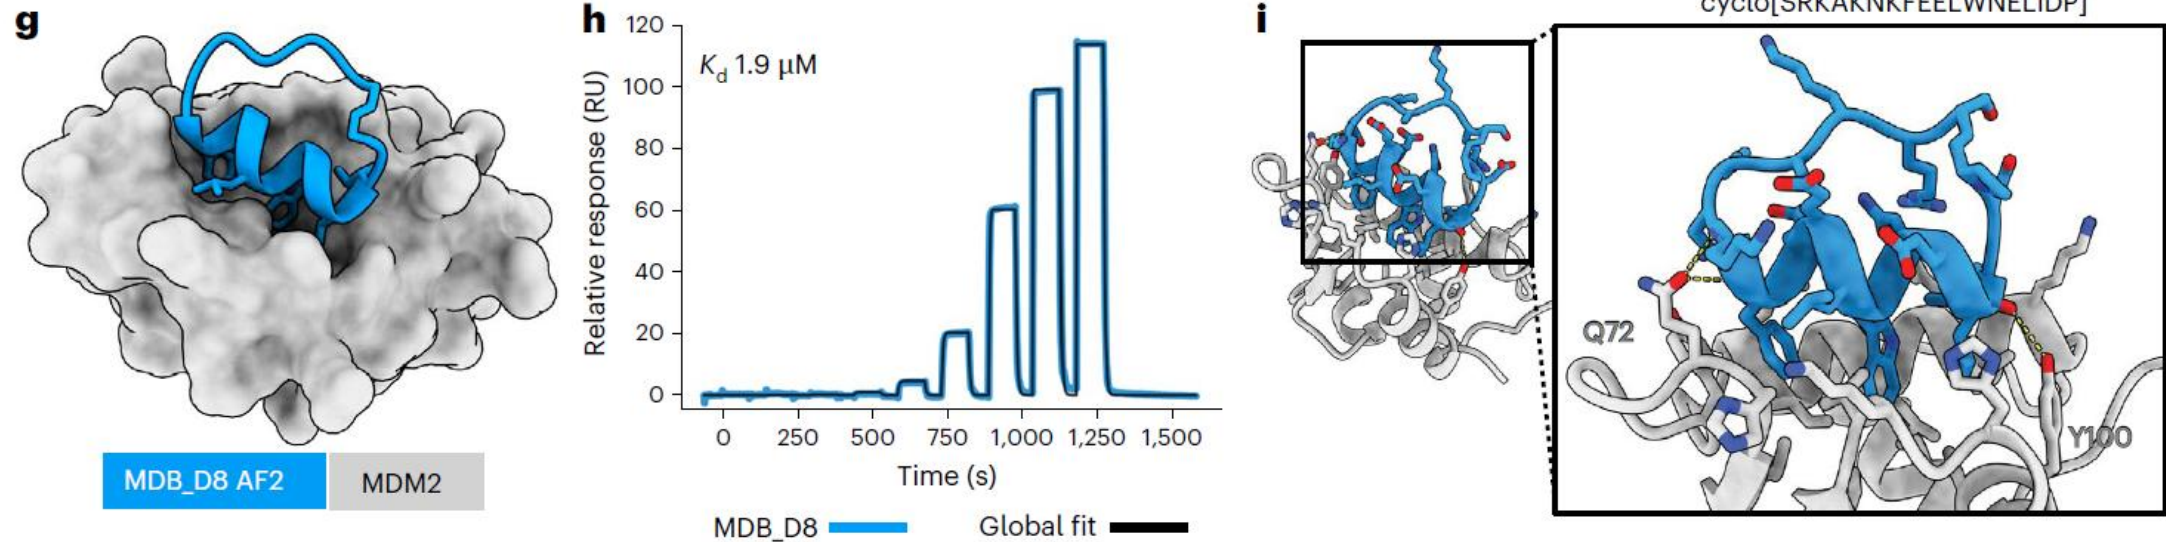 g
MDB_D8 AF2
MDM2
h
Relative response (RU)
120
100
80
60
40
20
0
Kd 1.9 μM
0 250 500 750 1,000 1,250 1,500
Time (s)
MDB_D8
Global fit
i
cyclo[SRKAKNKFEELWNELIDP]
Q72
Y100